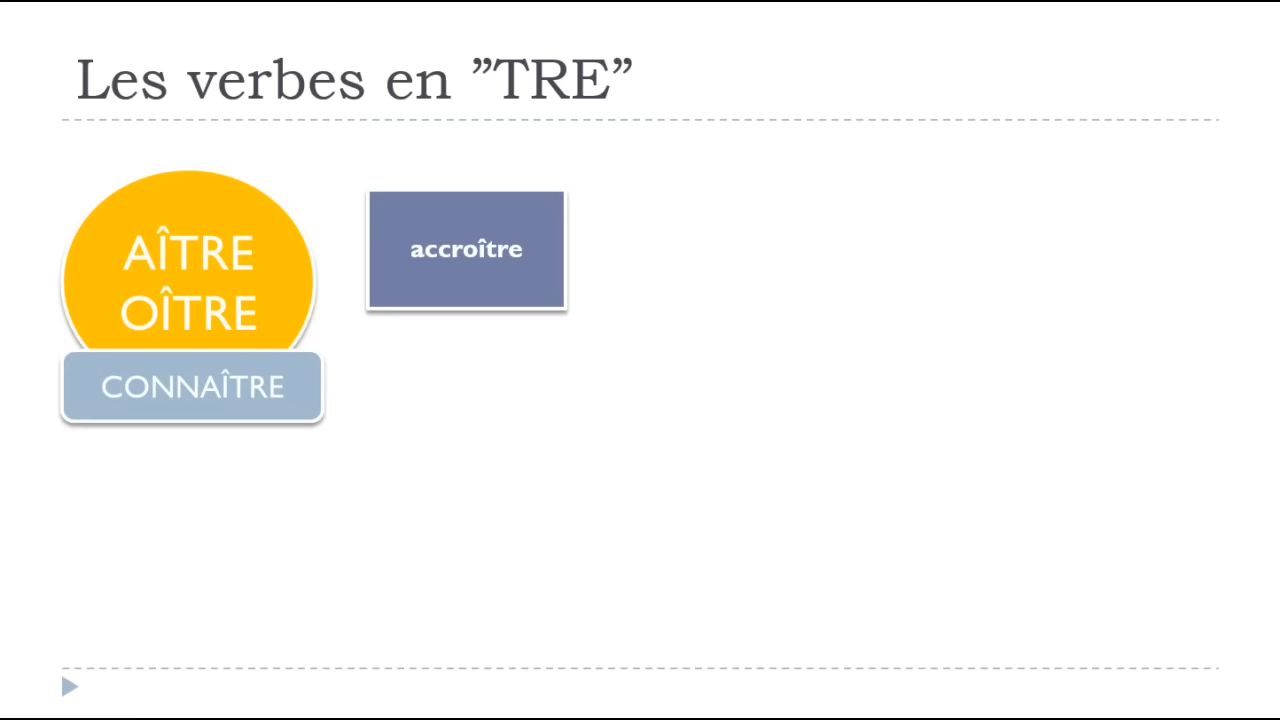 Les verbes en ”TRE”
AÎTRE
OÎTRE
CONNAÎTRE
accroître